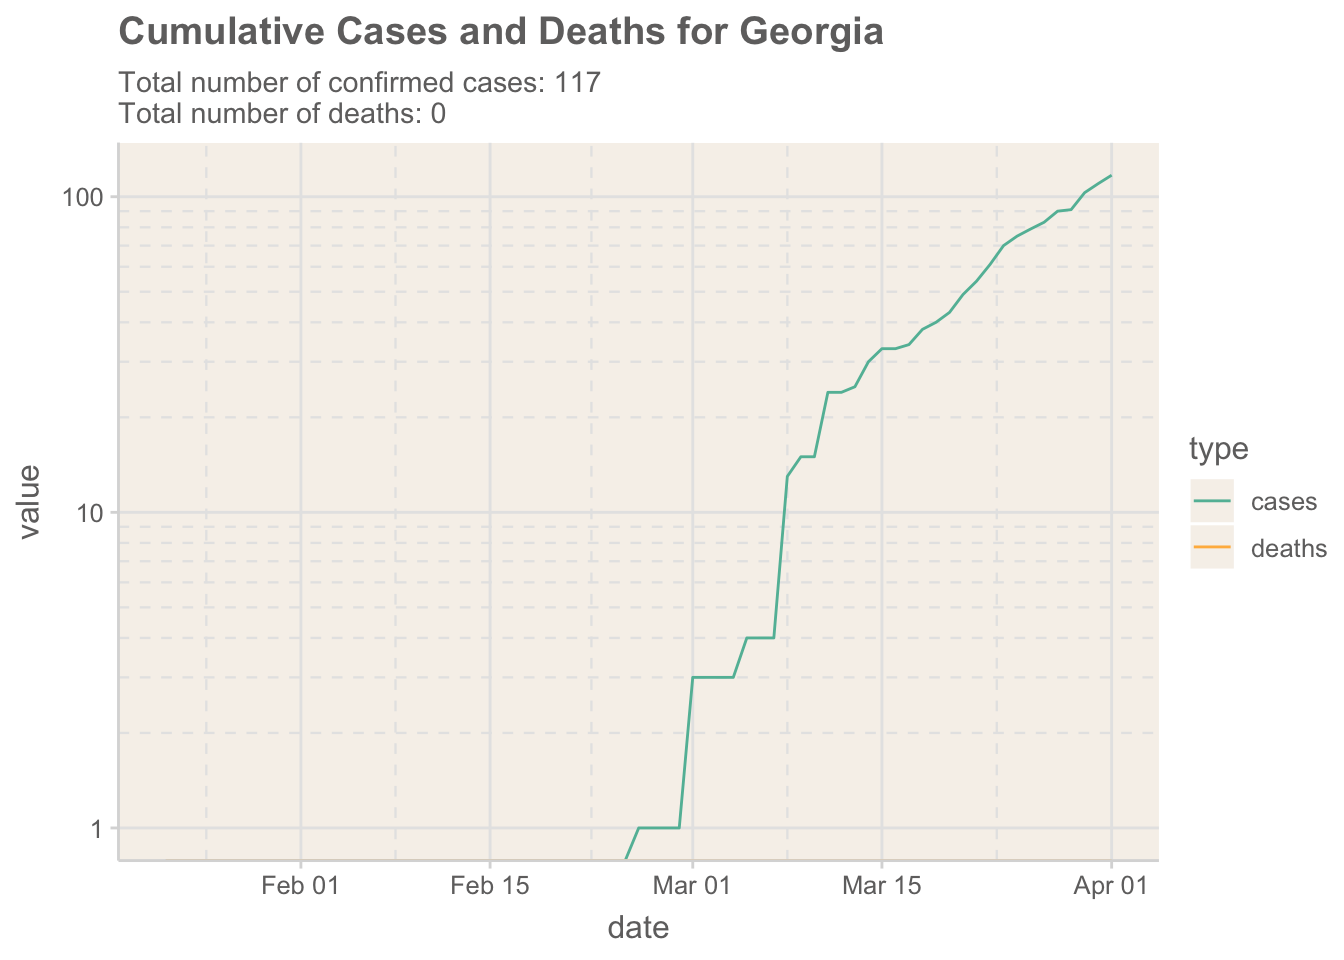 Cumulative Cases and Deaths for Georgia
Total number of confirmed cases: 117
Total number of deaths: 0
100
10
1
value
Feb 01
Feb 15
Mar 01
Mar 15
Apr 01
date
type
cases
deaths